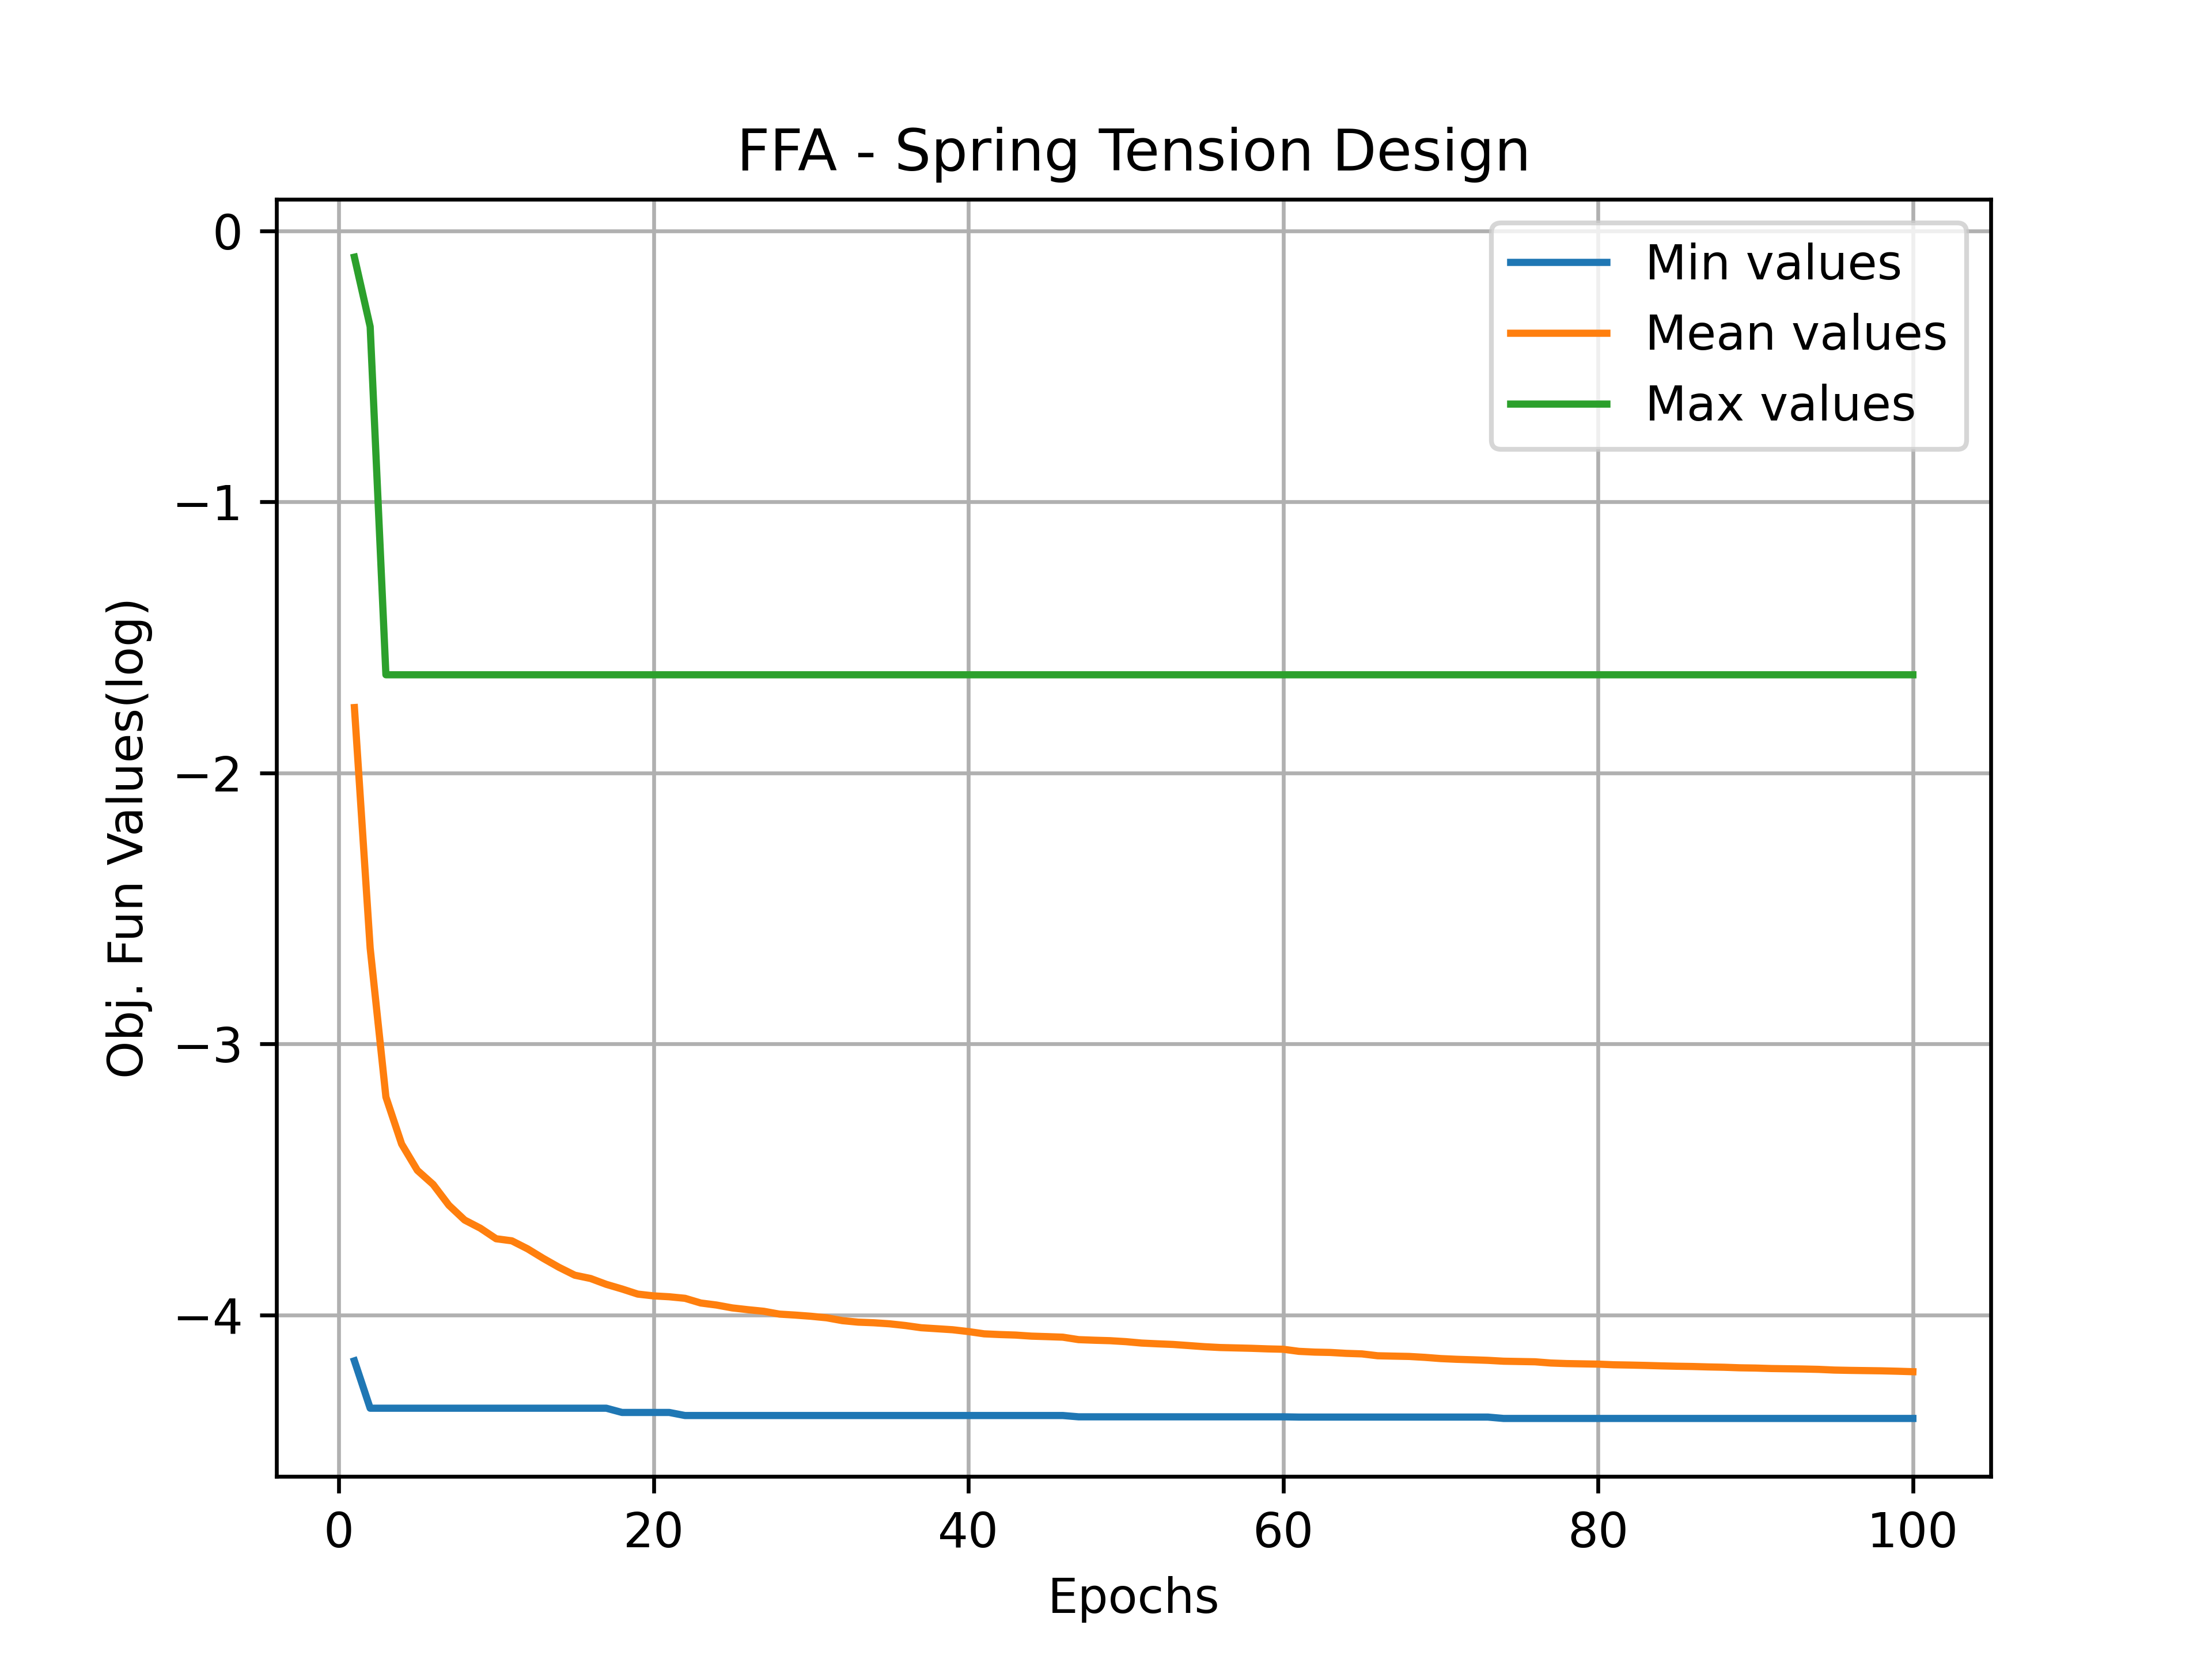 FFA - Spring Tension Design
Min values
Mean values
Max values
0
−1
−2
−3
−4
Obj. Fun Values(log)
0 20 40 60 80 100
Epochs